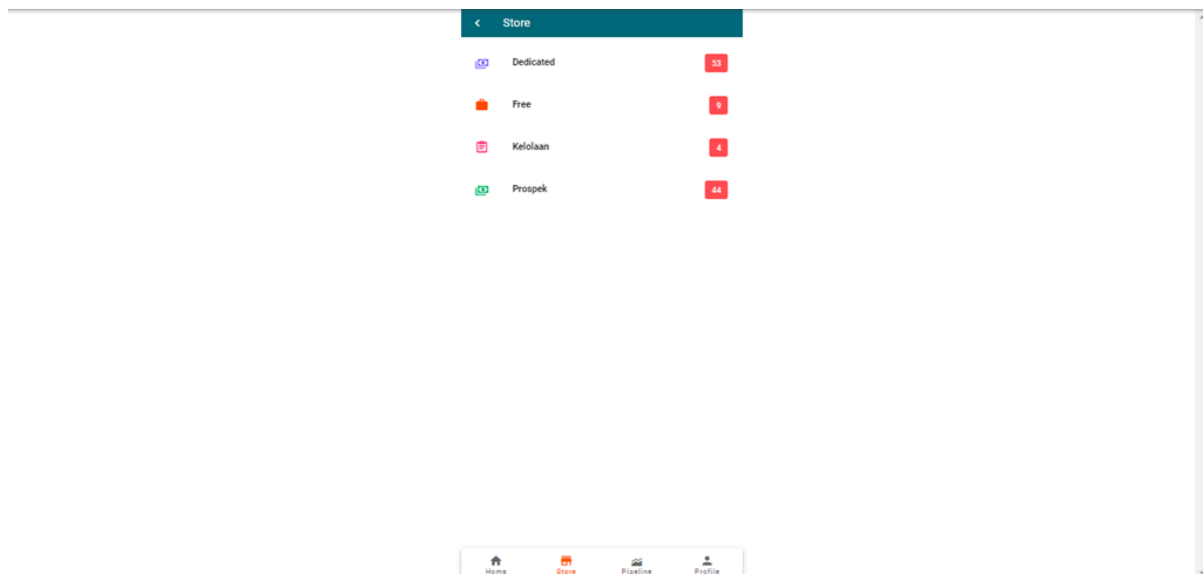 Store
Dedicated 53
Free 9
Kelolaan 4
Prospek 44
Home Store Pipeline Profile